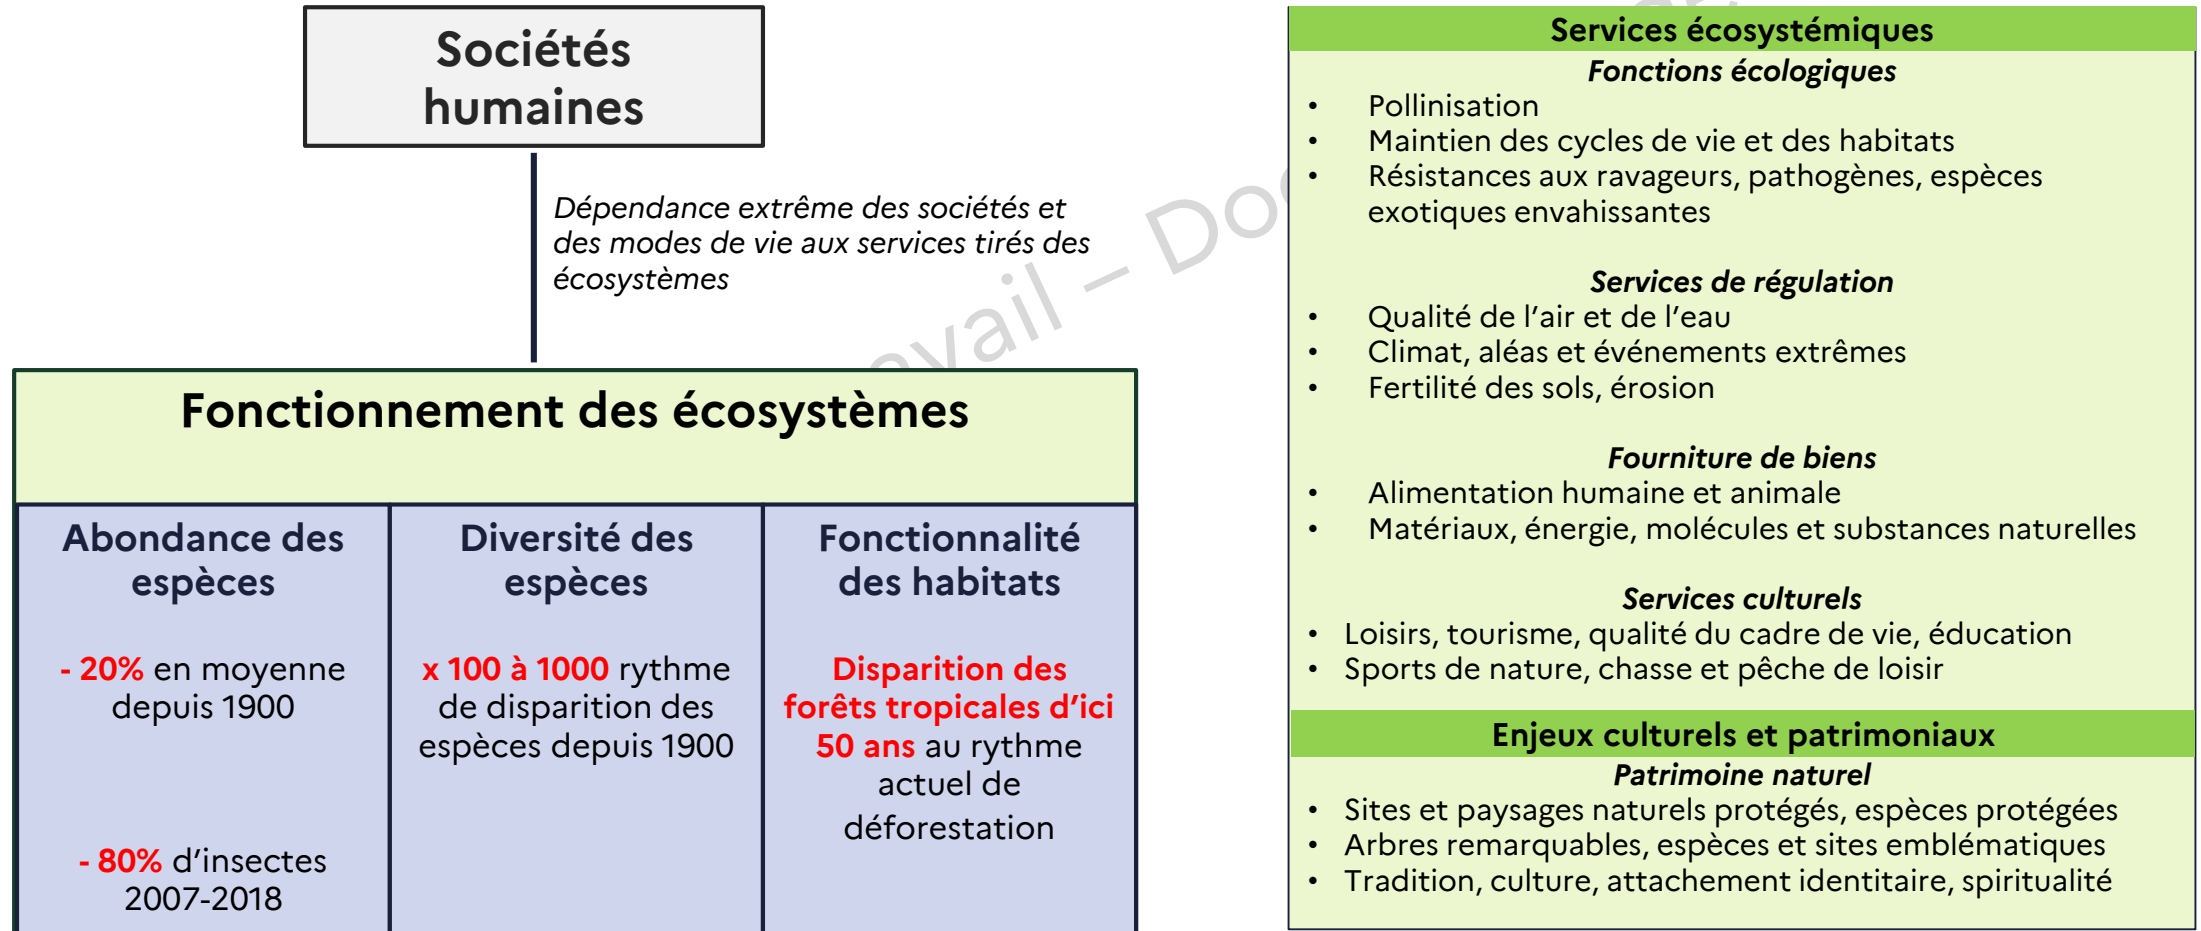 Sociétés
humaines
Dépendance extrême des sociétés et
des modes de vie aux services tirés des
écosystèmes
Fonctionnement des écosystèmes
Abondance des
espèces
- 20% en moyenne
depuis 1900
- 80% d’insectes
2007-2018
Diversité des
espèces
x 100 à 1000 rythme
de disparition des
espèces depuis 1900
Fonctionnalité
des habitats
Disparition des
forêts tropicales d’ici
50 ans au rythme
actuel de
déforestation
Services écosystémiques
Fonctions écologiques
• Pollinisation
• Maintien des cycles de vie et des habitats
• Résistances aux ravageurs, pathogènes, espèces
exotiques envahissantes
Services de régulation
• Qualité de l’air et de l’eau
• Climat, aléas et événements extrêmes
• Fertilité des sols, érosion
Fourniture de biens
• Alimentation humaine et animale
• Matériaux, énergie, molécules et substances naturelles
Services culturels
• Loisirs, tourisme, qualité du cadre de vie, éducation
• Sports de nature, chasse et pêche de loisir
Enjeux culturels et patrimoniaux
Patrimoine naturel
• Sites et paysages naturels protégés, espèces protégées
• Arbres remarquables, espèces et sites emblématiques
• Tradition, culture, attachement identitaire, spiritualité